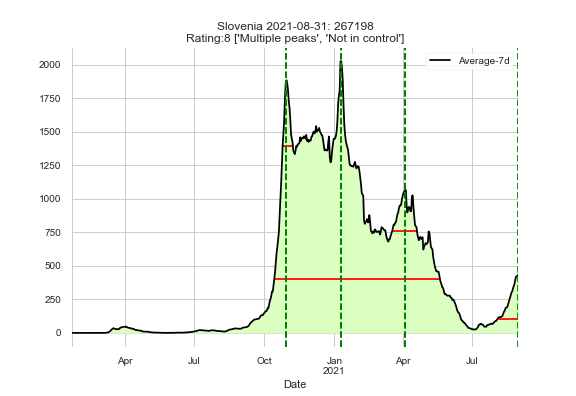 Slovenia 2021-08-31: 267198
Rating:8 ['Multiple peaks', 'Not in control']
Average-7d
2000
1750
1500
1250
1000
750
500
250
0
Apr
Jul
Oct
Jan
2021
Apr
Jul
Date